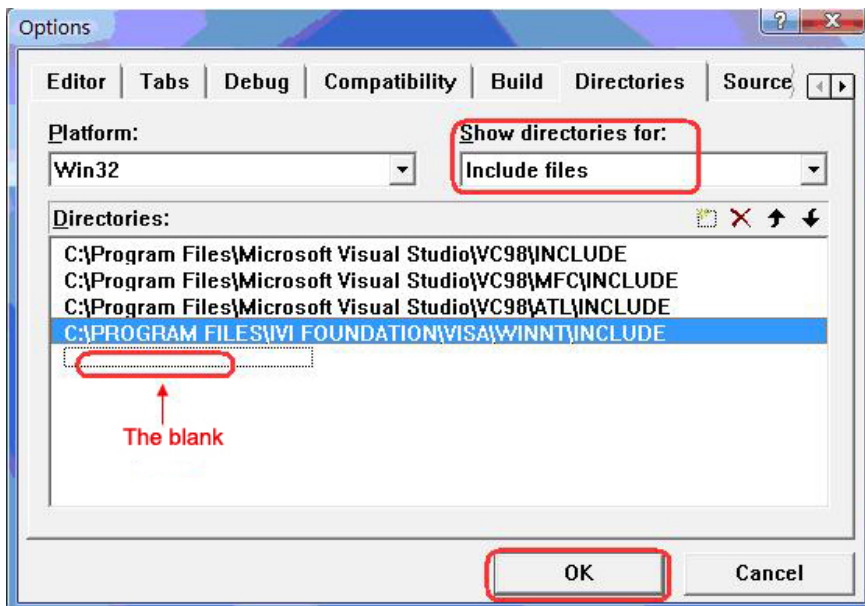 Options
Editor Tabs Debug Compatibility Build Directories Source
Platform: Show directories for:
Win32 Include files
Directories:
C:\Program Files\Microsoft Visual Studio\VC98\INCLUDE
C:\Program Files\Microsoft Visual Studio\VC98\MFC\INCLUDE
C:\Program Files\Microsoft Visual Studio\VC98\ATL\INCLUDE
C:\PROGRAM FILES\IVI FOUNDATION\VISA\WINNT\INCLUDE
The blank
OK Cancel